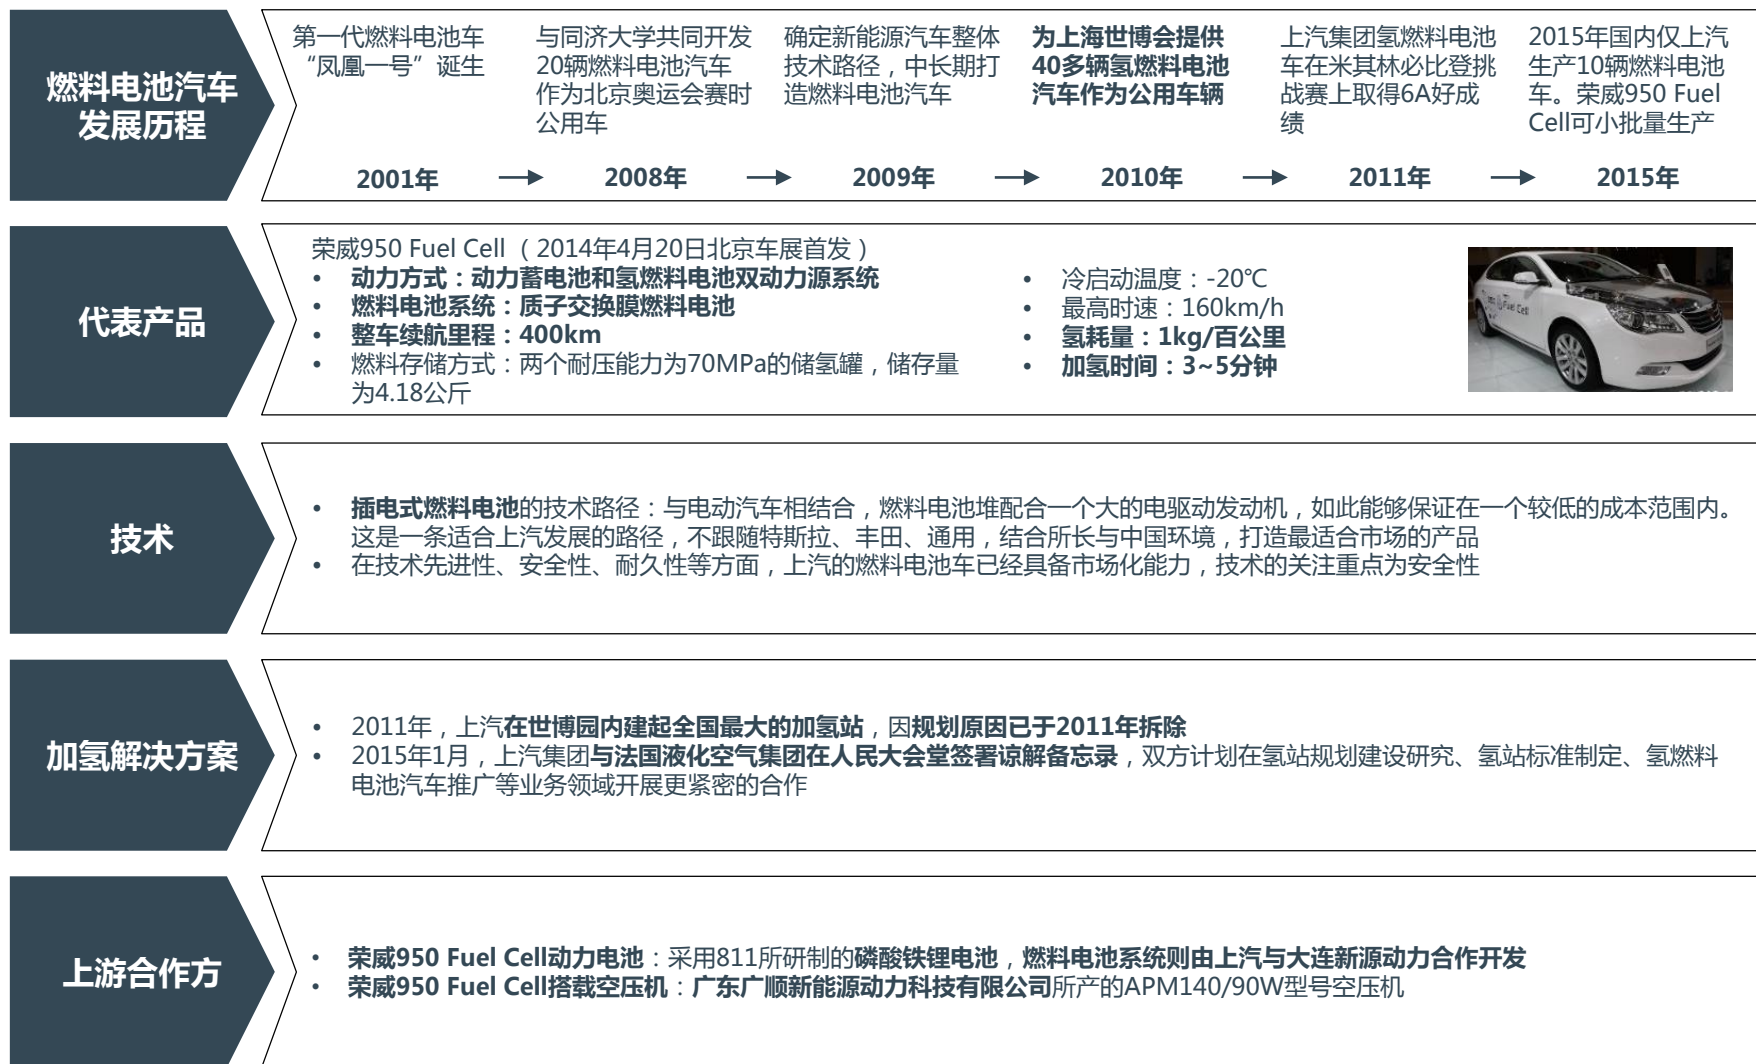 燃料电池汽车
发展历程
第一代燃料电池车
“凤凰一号”诞生
2001年
与同济大学共同开发
20辆燃料电池汽车
作为北京奥运会赛时
公用车
2008年
确定新能源汽车整体
技术路径，中长期打
造燃料电池汽车
2009年
为上海世博会提供
40多辆氢燃料电池
汽车作为公用车辆
2010年
上汽集团氢燃料电池
车在米其林必比登挑
战赛上取得6A好成
绩
2011年
2015年国内仅上汽
生产10辆燃料电池
车。荣威950 Fuel
Cell可小批量生产
2015年
代表产品
荣威950 Fuel Cell（2014年4月20日北京车展首发）
• 动力方式：动力蓄电池和氢燃料电池双动力源系统
• 燃料电池系统：质子交换膜燃料电池
• 整车续航里程：400km
• 燃料存储方式：两个耐压能力为70MPa的储氢罐，储存量
为4.18公斤
• 冷启动温度：-20℃
• 最高时速：160km/h
• 氢耗量：1kg/百公里
• 加氢时间：3~5分钟
Fuel Cell
技术
• 插电式燃料电池的技术路径：与电动汽车相结合，燃料电池堆配合一个大的电驱动发动机，如此能够保证在一个较低的成本范围内。
这是一条适合上汽发展的路径，不跟随特斯拉、丰田、通用，结合所长与中国环境，打造最适合市场的产品
• 在技术先进性、安全性、耐久性等方面，上汽的燃料电池车已经具备市场化能力，技术的关注重点为安全性
加氢解决方案
• 2011年，上汽在世博园内建起全国最大的加氢站，因规划原因已于2011年拆除
• 2015年1月，上汽集团与法国液化空气集团在人民大会堂签署谅解备忘录，双方计划在氢站规划建设研究、氢站标准制定、氢燃料
电池汽车推广等业务领域开展更紧密的合作
上游合作方
• 荣威950 Fuel Cell动力电池：采用811所研制的磷酸铁锂电池，燃料电池系统则由上汽与大连新源动力合作开发
• 荣威950 Fuel Cell搭载空压机：广东广顺新能源动力科技有限公司所产的APM140/90W型号空压机